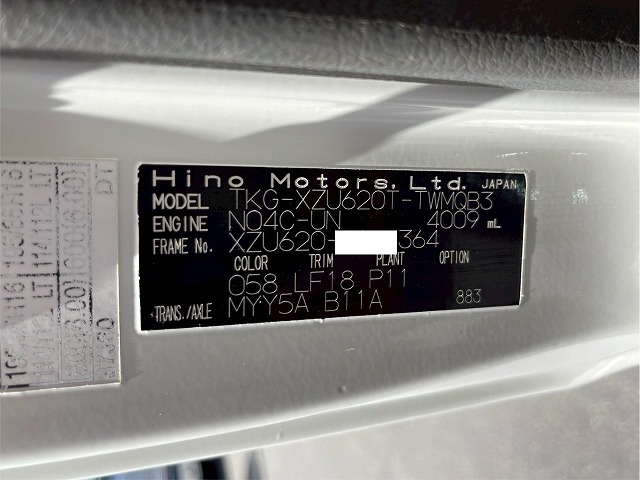 Hino Motors, Ltd. JAPAN
MODEL TKG-XZU620T-TWMQB3
ENGINE N04C-UN 4009 mL
FRAME No. XZU620- 364
COLOR TRIM PLANT OPTION
058 LF18 P11
TRANS./AXLE MYY5A B11A 883